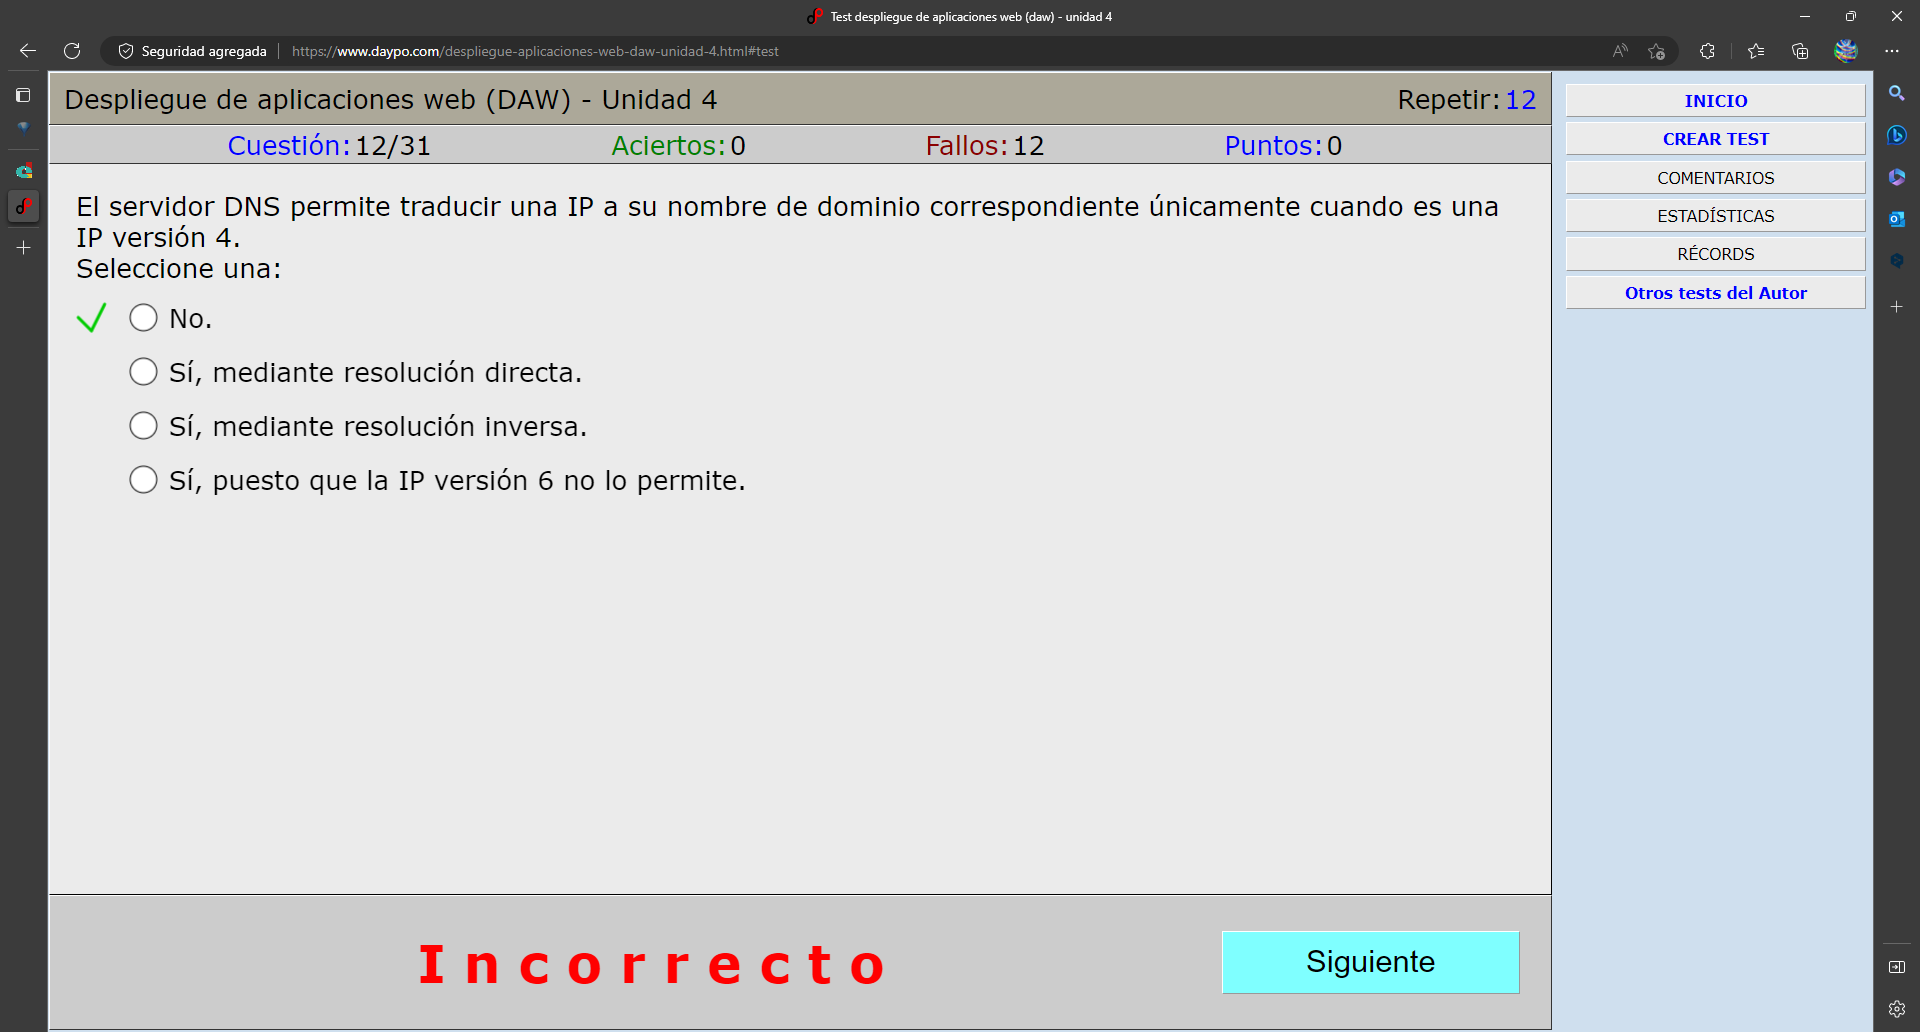 Test despliegue de aplicaciones web (daw) - unidad 4
Seguridad agregada
https://www.daypo.com/despliegue-aplicaciones-web-daw-unidad-4.html#test
Despliegue de aplicaciones web (DAW) - Unidad 4
Repetir:12
Cuestión:12/31
Aciertos:0
Fallos:12
Puntos:0
El servidor DNS permite traducir una IP a su nombre de dominio correspondiente únicamente cuando es una
IP versión 4.
Seleccione una:
No.
Sí, mediante resolución directa.
Sí, mediante resolución inversa.
Sí, puesto que la IP versión 6 no lo permite.
Incorrecto
Siguiente
INICIO
CREAR TEST
COMENTARIOS
ESTADÍSTICAS
RÉCORDS
Otros tests del Autor